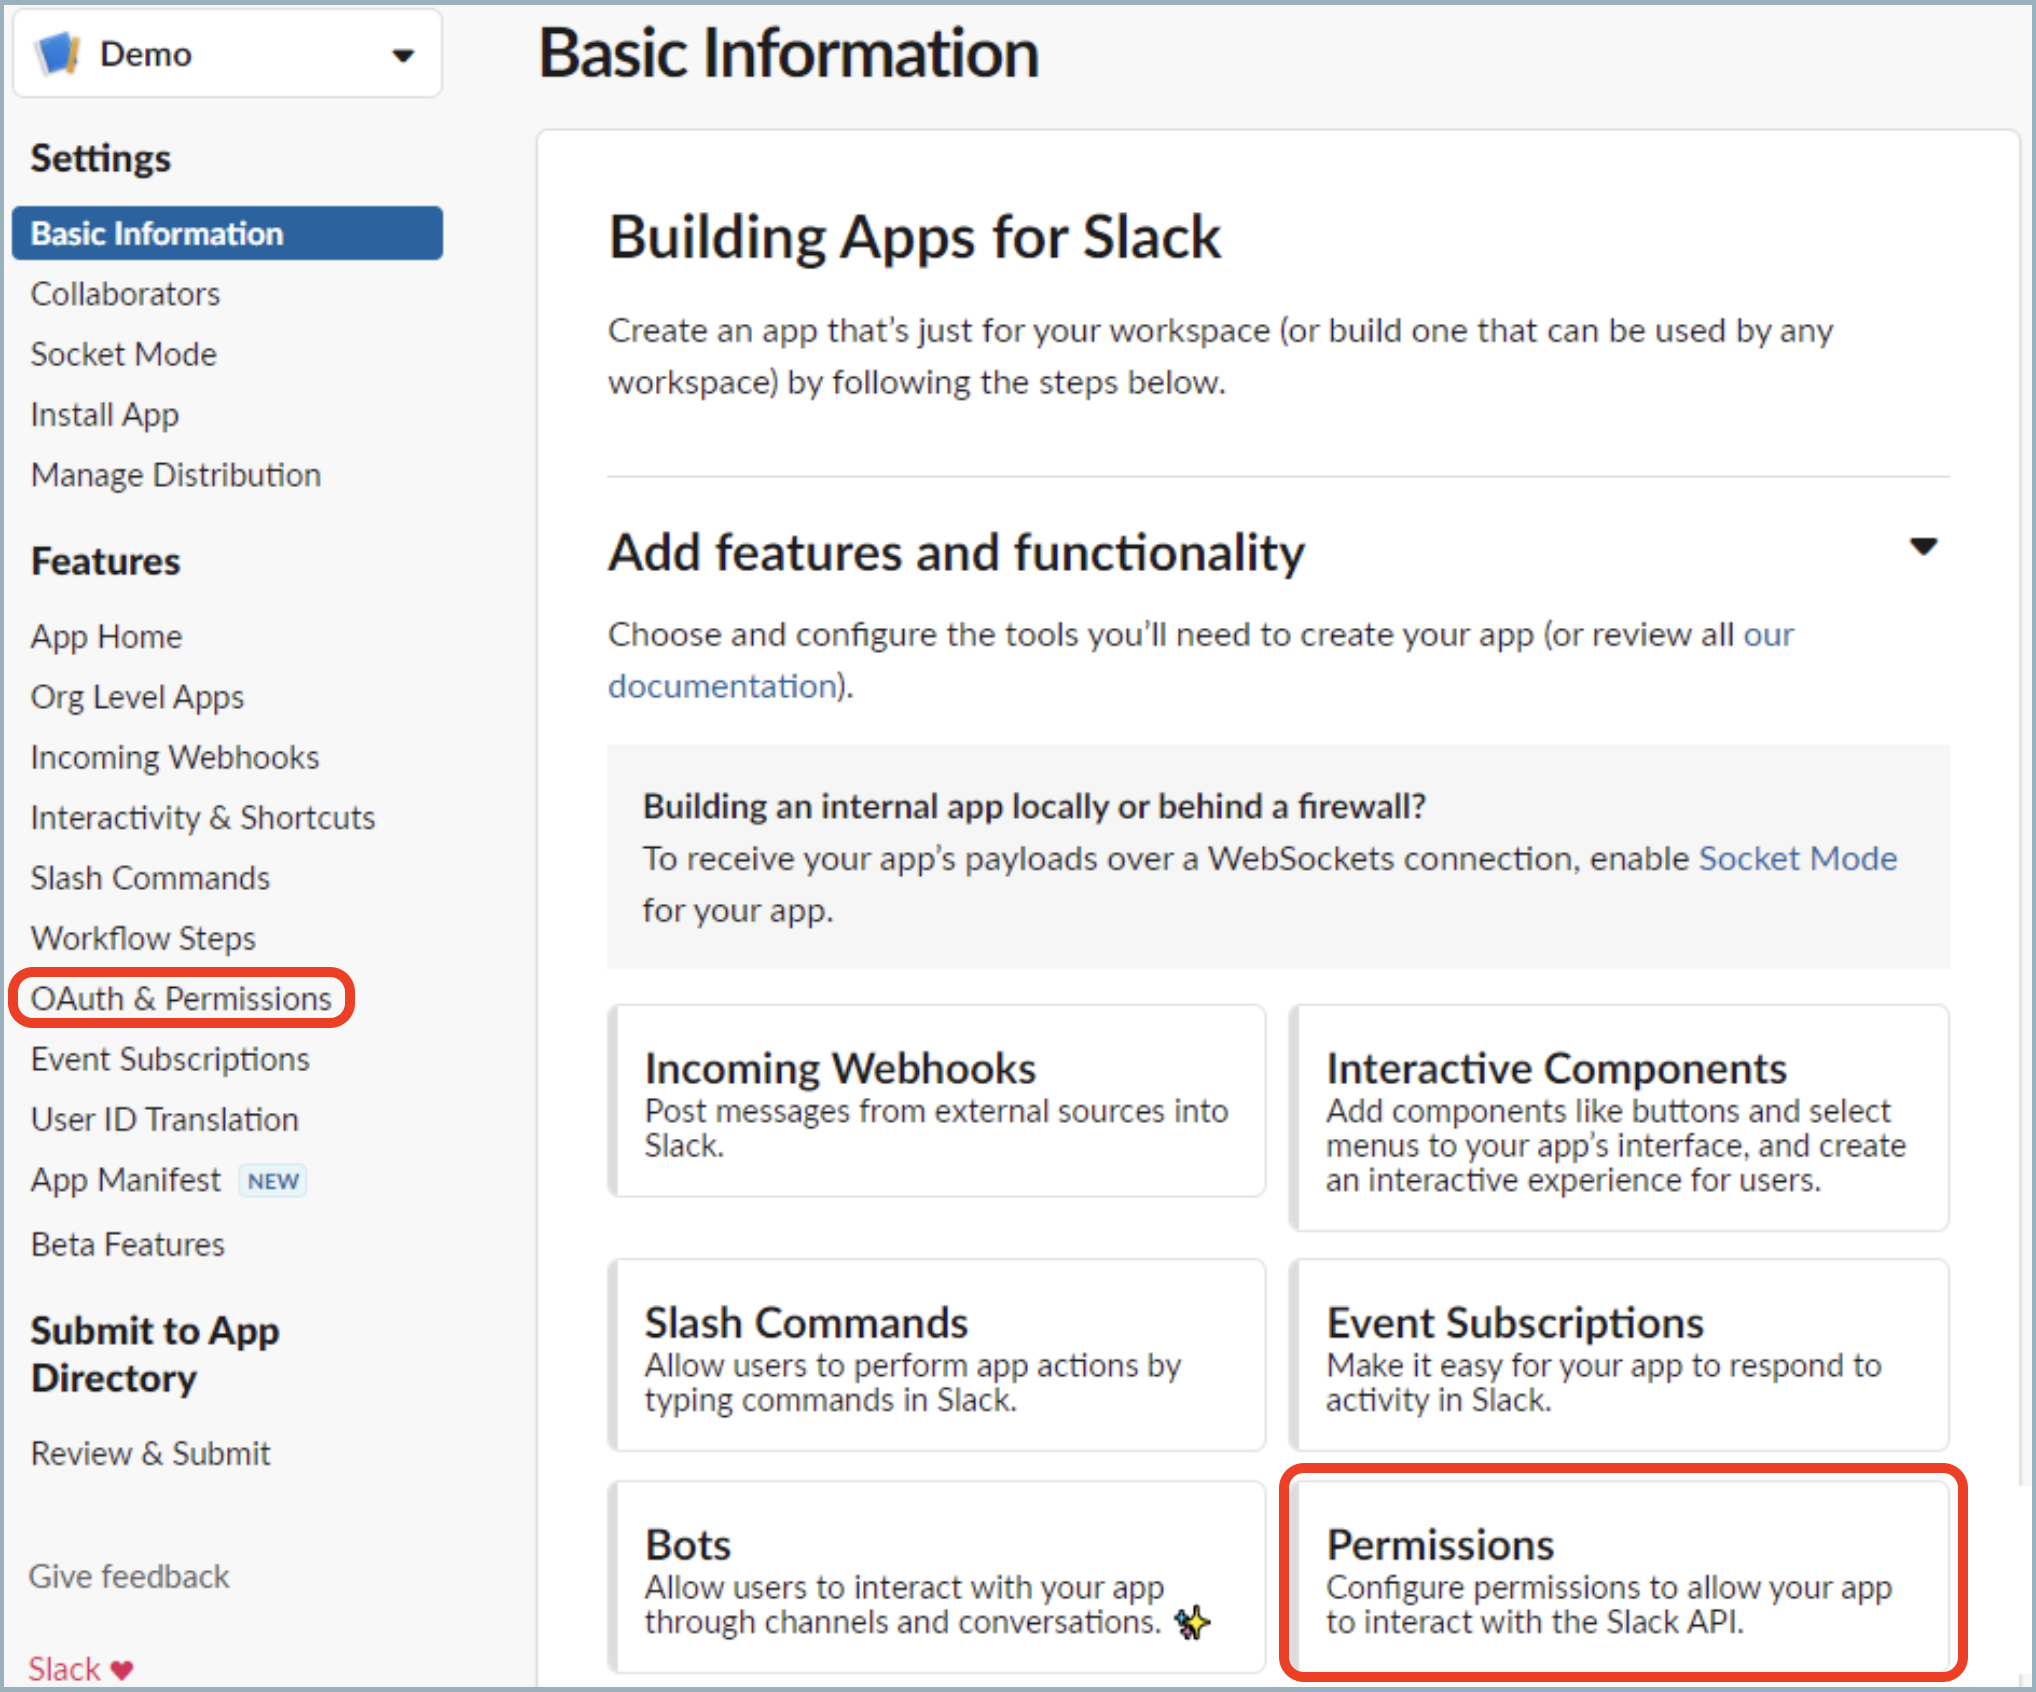 Demo
Settings
Basic Information
Collaborators
Socket Mode
Install App
Manage Distribution
Features
App Home
Org Level Apps
Incoming Webhooks
Interactivity & Shortcuts
Slash Commands
Workflow Steps
OAuth & Permissions
Event Subscriptions
User ID Translation
App Manifest NEW
Beta Features
Submit to App
Directory
Review & Submit
Give feedback
Slack ♥
Basic Information
Building Apps for Slack
Create an app that’s just for your workspace (or build one that can be used by any
workspace) by following the steps below.
Add features and functionality
Choose and configure the tools you’ll need to create your app (or review all our
documentation).
Building an internal app locally or behind a firewall?
To receive your app’s payloads over a WebSockets connection, enable Socket Mode
for your app.
Incoming Webhooks
Post messages from external sources into
Slack.
Interactive Components
Add components like buttons and select
menus to your app’s interface, and create
an interactive experience for users.
Slash Commands
Allow users to perform app actions by
typing commands in Slack.
Event Subscriptions
Make it easy for your app to respond to
activity in Slack.
Bots
Allow users to interact with your app
through channels and conversations.
Permissions
Configure permissions to allow your app
to interact with the Slack API.